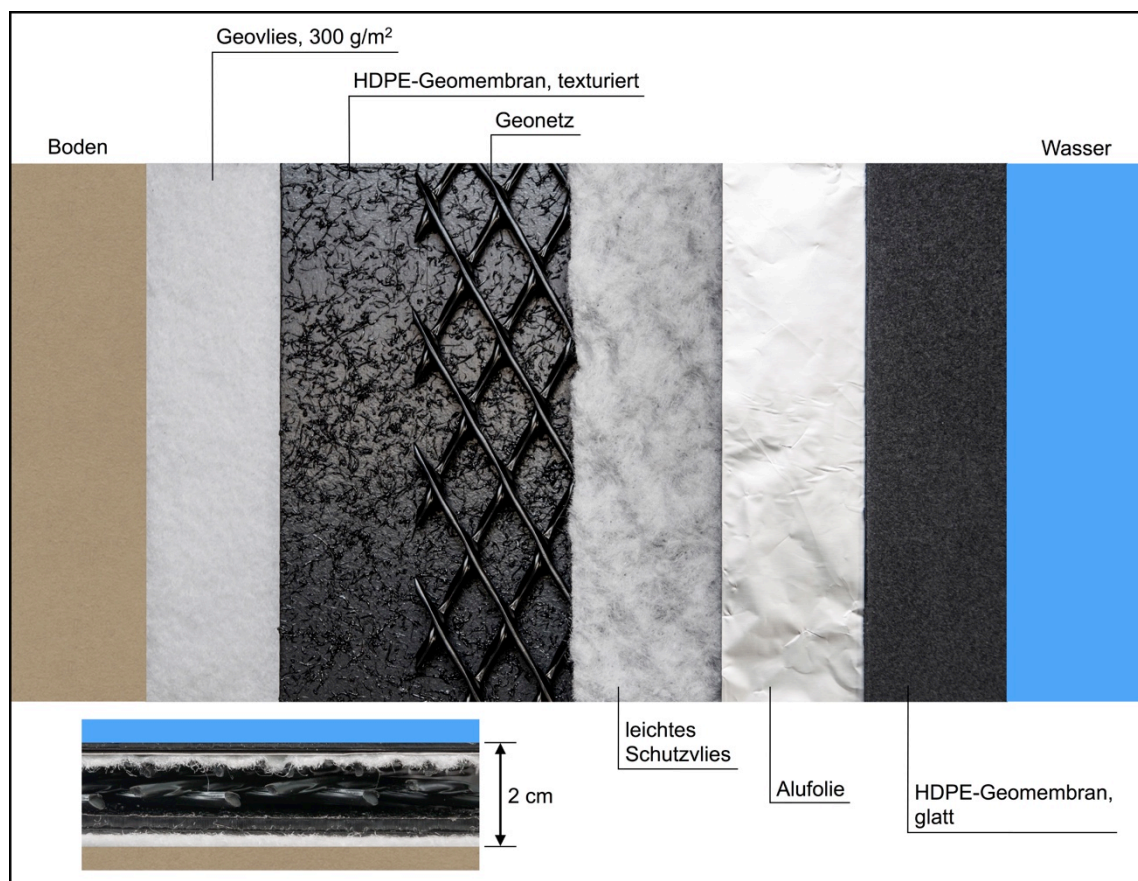 Geovlies, 300 g/m²
HDPE-Geomembran, texturiert
Geonetz
Boden
Wasser
leichtes
Schutzvlies
Alufolie
HDPE-Geomembran,
glatt
2 cm